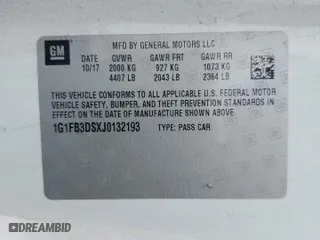 GM
MFD BY GENERAL MOTORS LLC
DATE GVWR GAWR FRT GAWR RR
10/17 2000 KG 927 KG 1073 KG
4407 LB 2043 LB 2364 LB
THIS VEHICLE CONFORMS TO ALL APPLICABLE U.S. FEDERAL MOTOR
VEHICLE SAFETY, BUMPER, AND THEFT PREVENTION STANDARDS
IN EFFECT ON THE DATE OF MANUFACTURE SHOWN ABOVE
1G1FB3DSXJ0132193 TYPE: PASS CAR